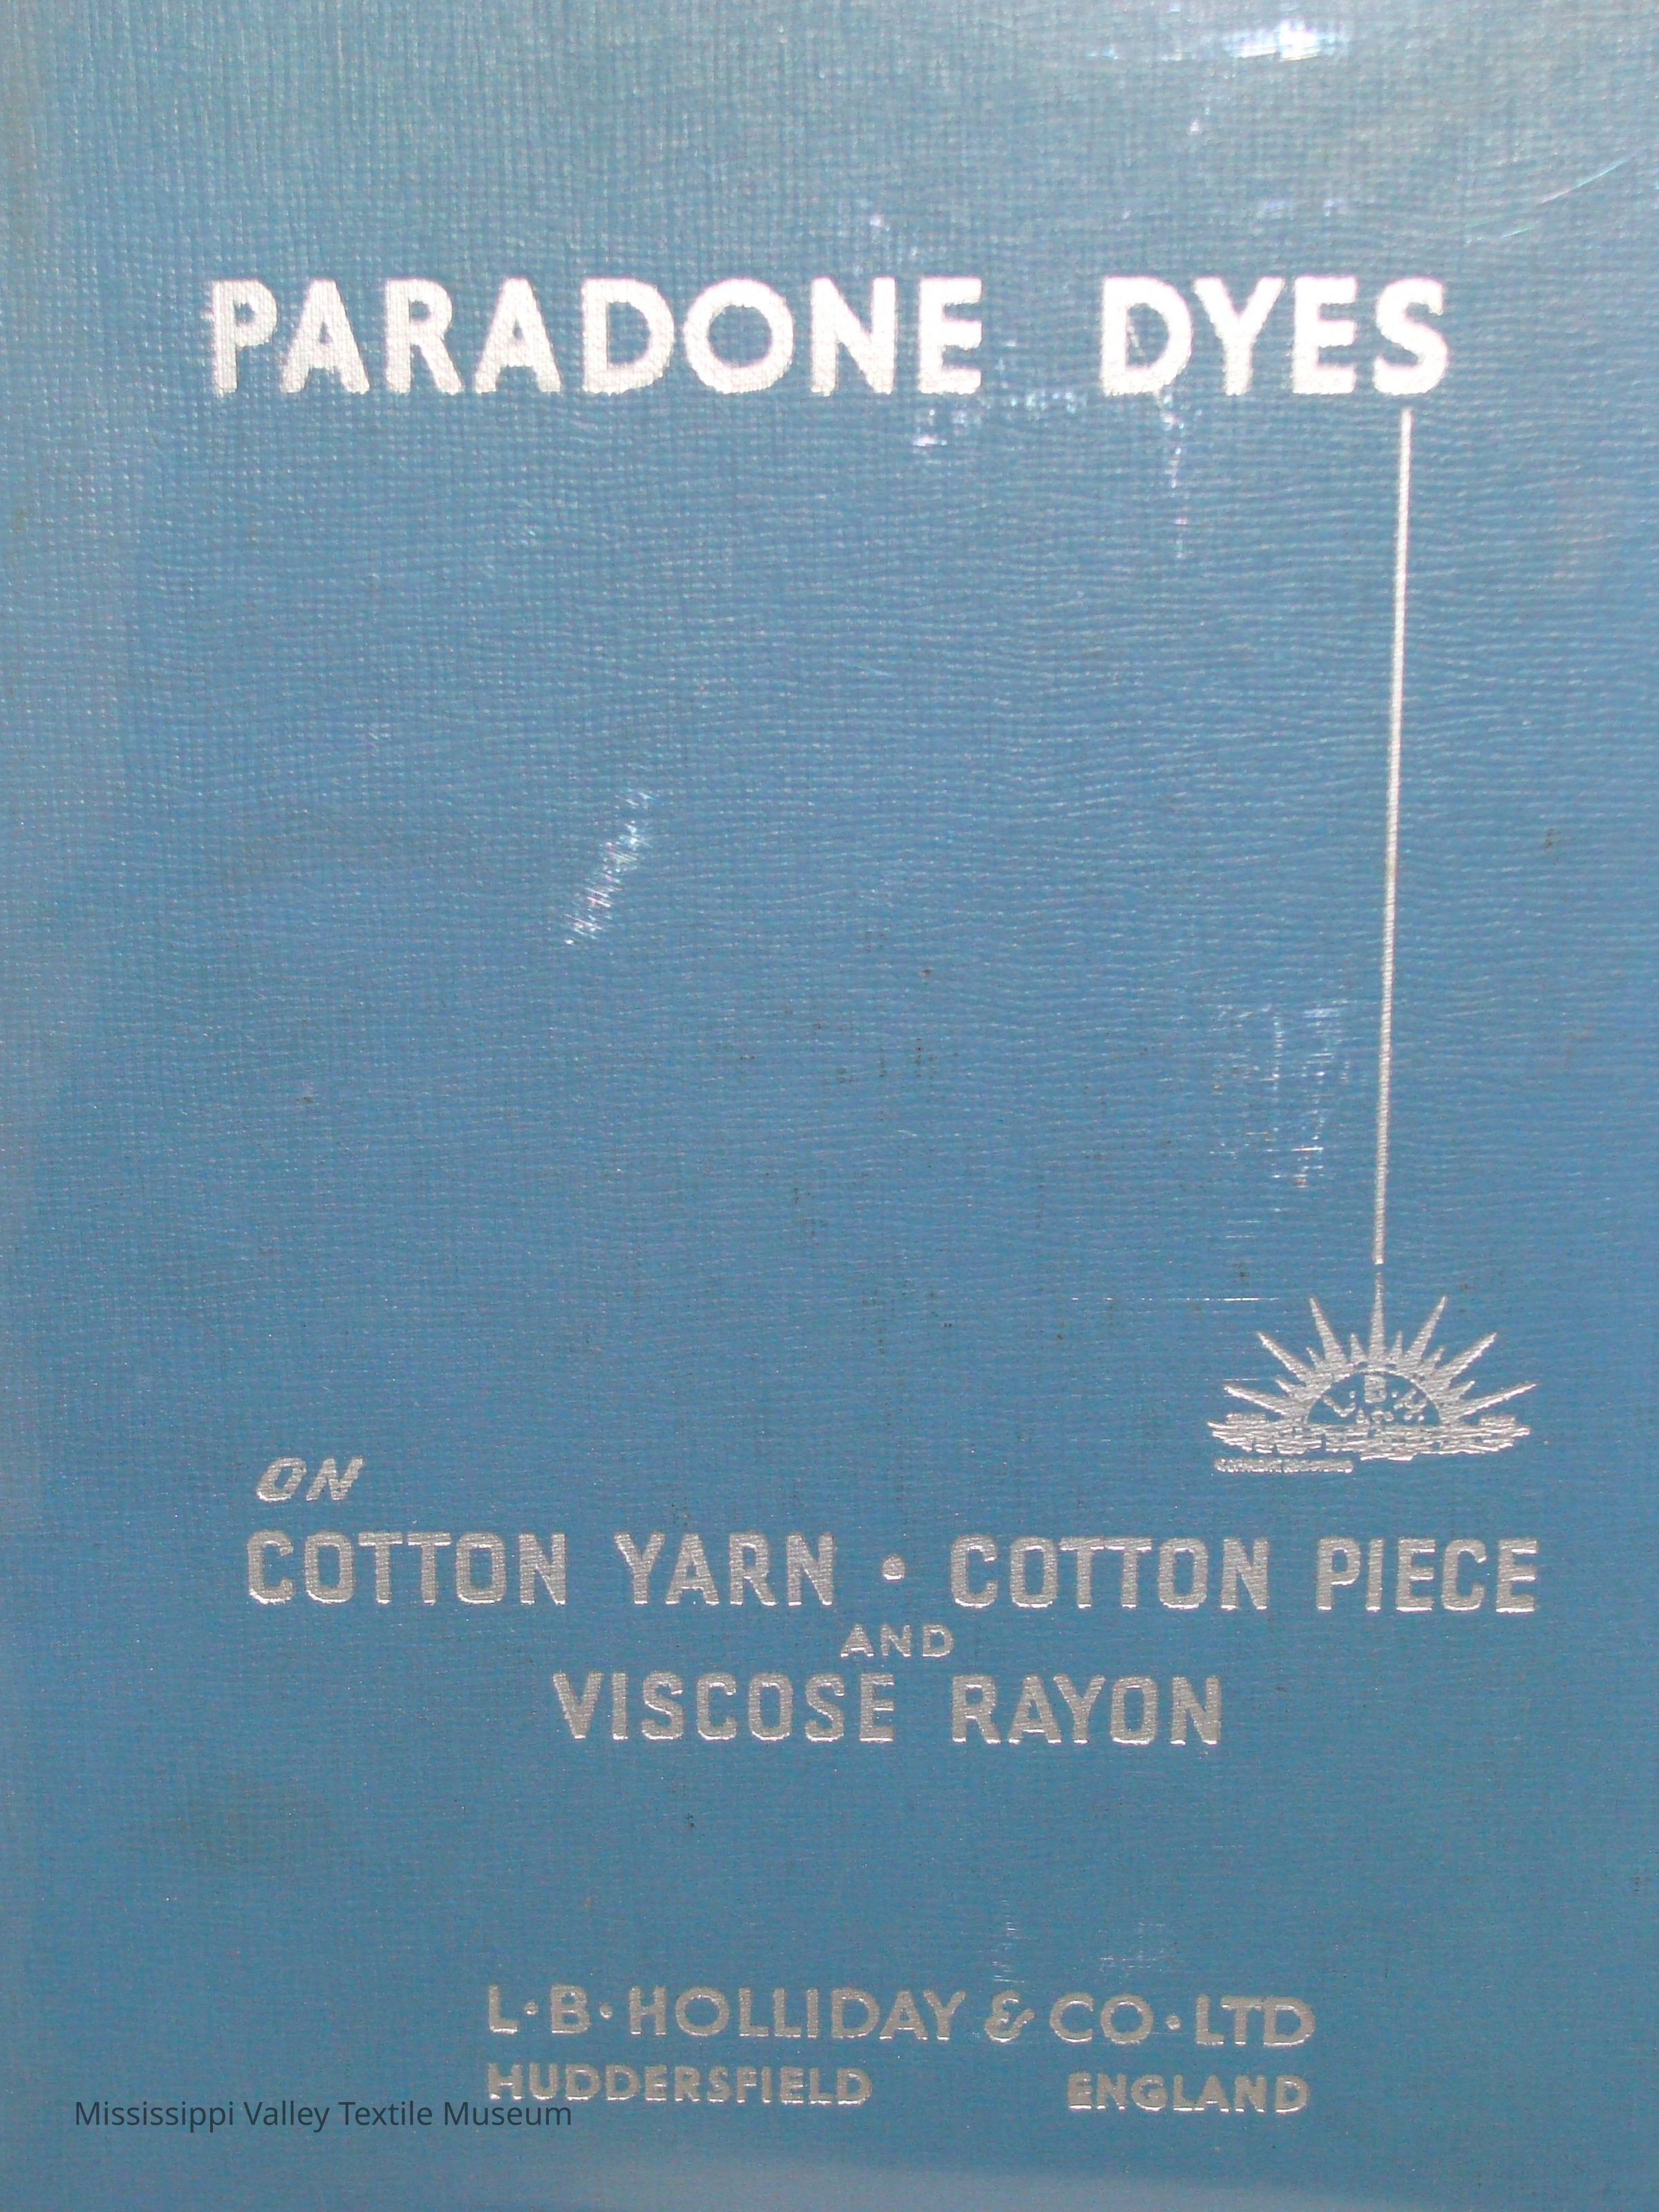 PARADONE DYES
L·B·H
ON
COTTON YARN • COTTON PIECE
AND
VISCOSE RAYON
L·B·HOLLIDAY & CO·LTD
HUDDERSFIELD ENGLAND
Mississippi Valley Textile Museum